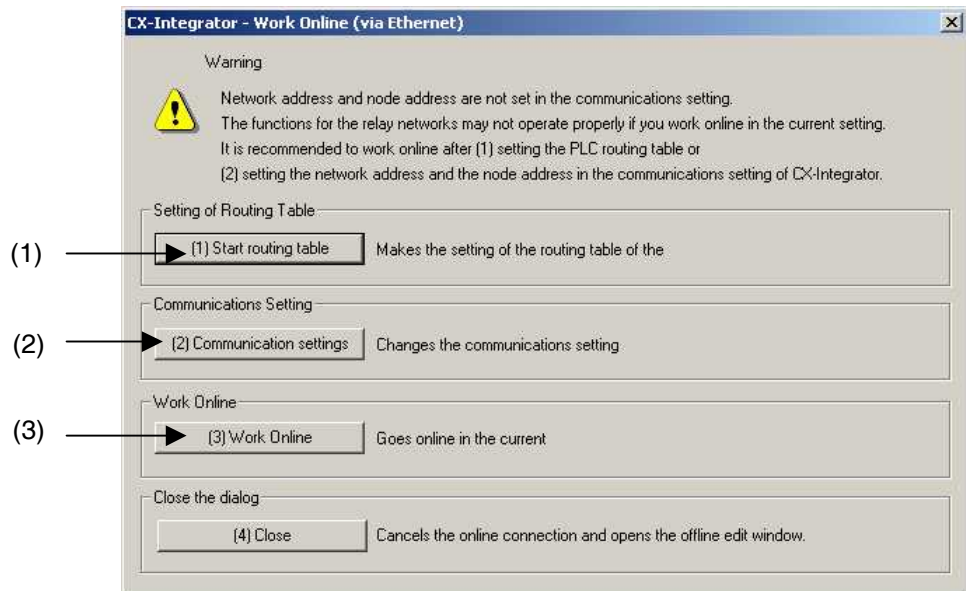 CX-Integrator - Work Online (via Ethernet)
Warning
Network address and node address are not set in the communications setting.
The functions for the relay networks may not operate properly if you work online in the current setting.
It is recommended to work online after (1) setting the PLC routing table or
(2) setting the network address and the node address in the communications setting of CX-Integrator.
Setting of Routing Table
(1) (1) Start routing table Makes the setting of the routing table of the
Communications Setting
(2) (2) Communication settings Changes the communications setting
Work Online
(3) (3) Work Online Goes online in the current
Close the dialog
(4) Close Cancels the online connection and opens the offline edit window.